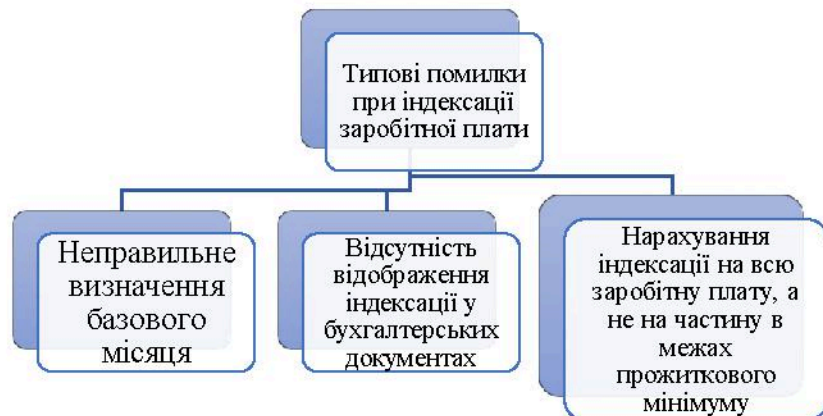 Типові помилки
при індексації
заробітної плати
Неправильне
визначення
базового
місяця
Відсутність
відображення
індексації у
бухгалтерських
документах
Нарахування
індексації на всю
заробітну плату, а
не на частину в
межах
прожиткового
мінімуму